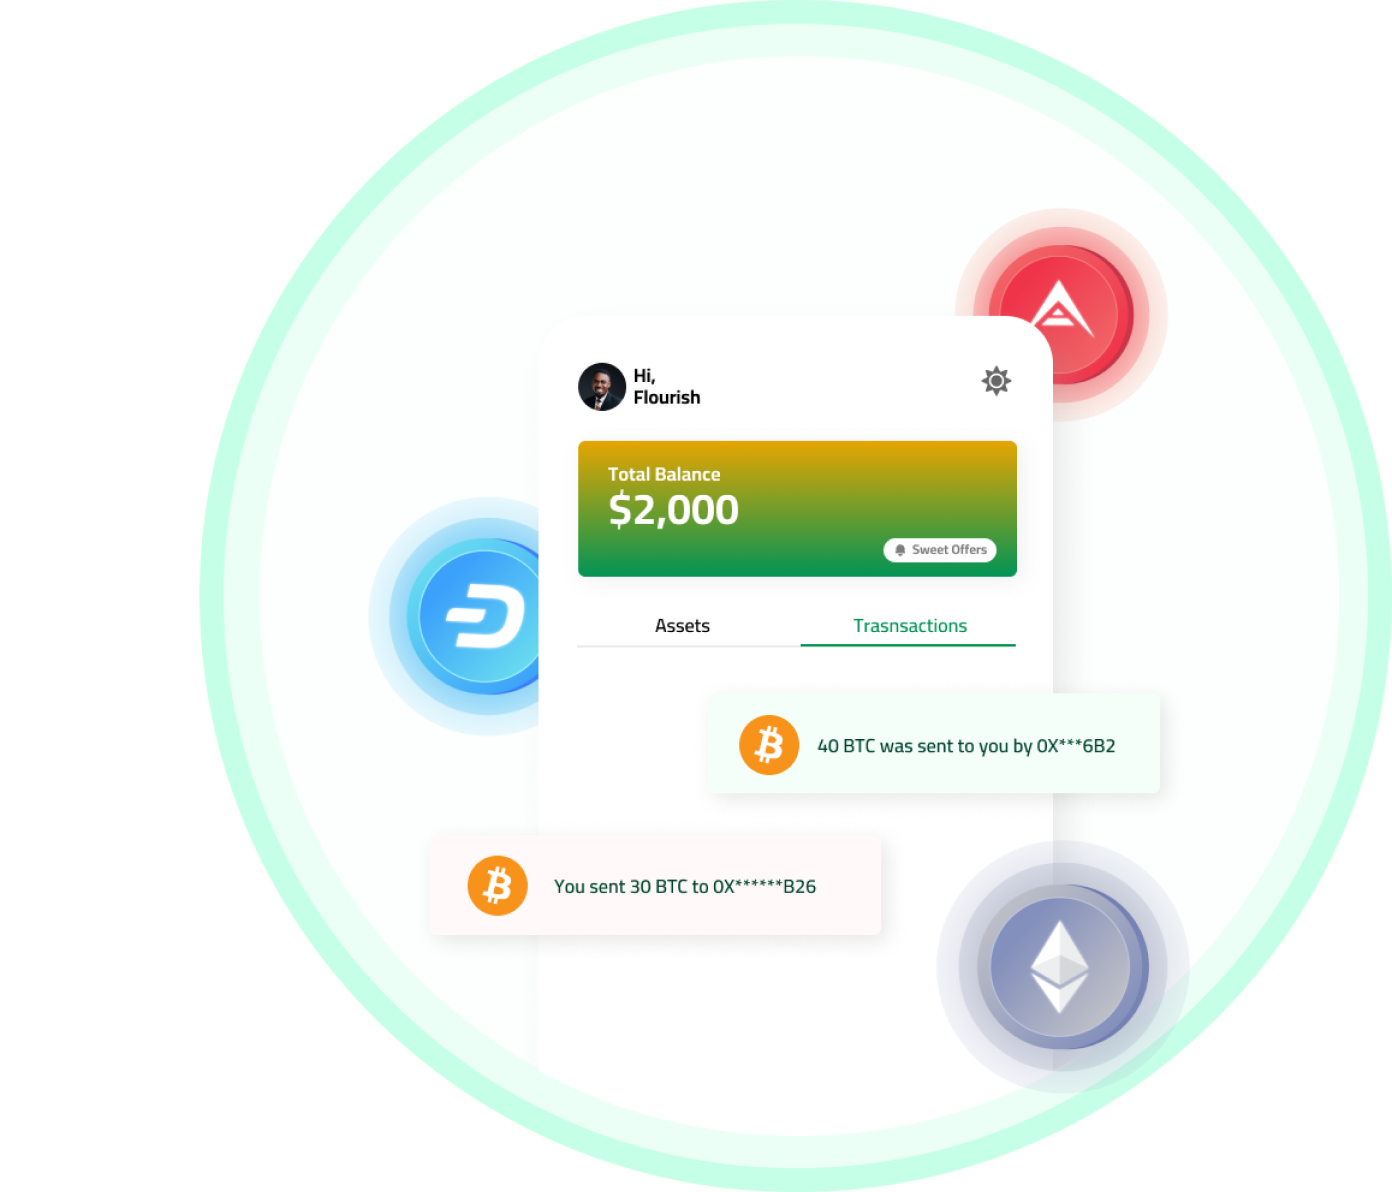 Hi,
Flourish
Total Balance
$2,000
Sweet Offers
Assets
Trasnsactions
40 BTC was sent to you by 0X***6B2
You sent 30 BTC to 0X******B26